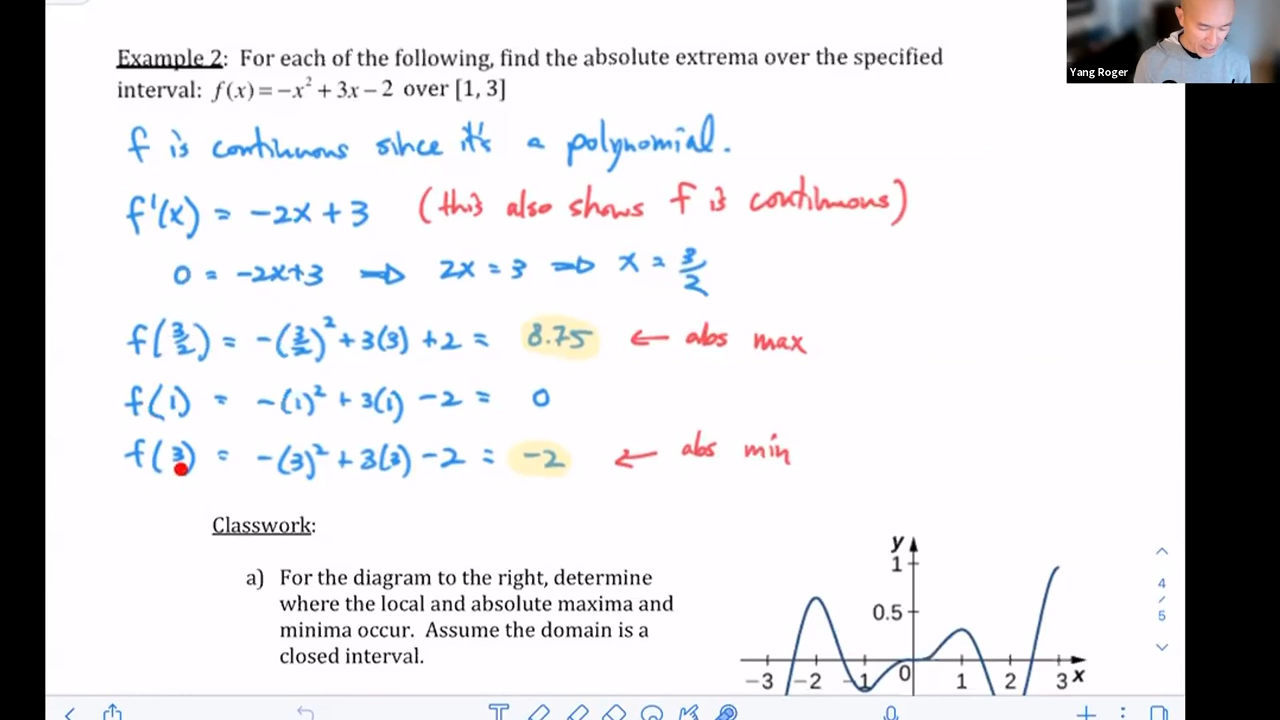 Example 2: For each of the following, find the absolute extrema over the specified
interval: f(x) = −x² + 3x − 2 over [1, 3]
Yang Roger
f is continuous since it's a polynomial.
f'(x) = -2x + 3 (this also shows f is continuous)
0 = -2x+3 ⇒ 2x = 3 ⇒ x = 3/2
f(3/2) = -(3/2)² + 3(3) + 2 = 8.75 ← abs max
f(1) = -(1)² + 3(1) - 2 = 0
f(3) = -(3)² + 3(3) - 2 = -2 ← abs min
Classwork:
a) For the diagram to the right, determine
where the local and absolute maxima and
minima occur. Assume the domain is a
closed interval.
y
1
0.5
−3 −2 −1 0 1 2 3 x
4
/
5
T